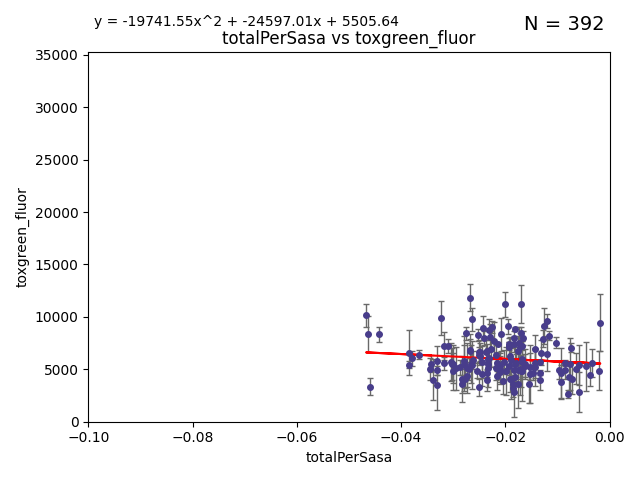 y = -19741.55x^2 + -24597.01x + 5505.64
N = 392
totalPerSasa vs toxgreen_fluor
35000
30000
25000
20000
15000
10000
5000
0
toxgreen_fluor
−0.10
−0.08
−0.06
−0.04
−0.02
0.00
totalPerSasa